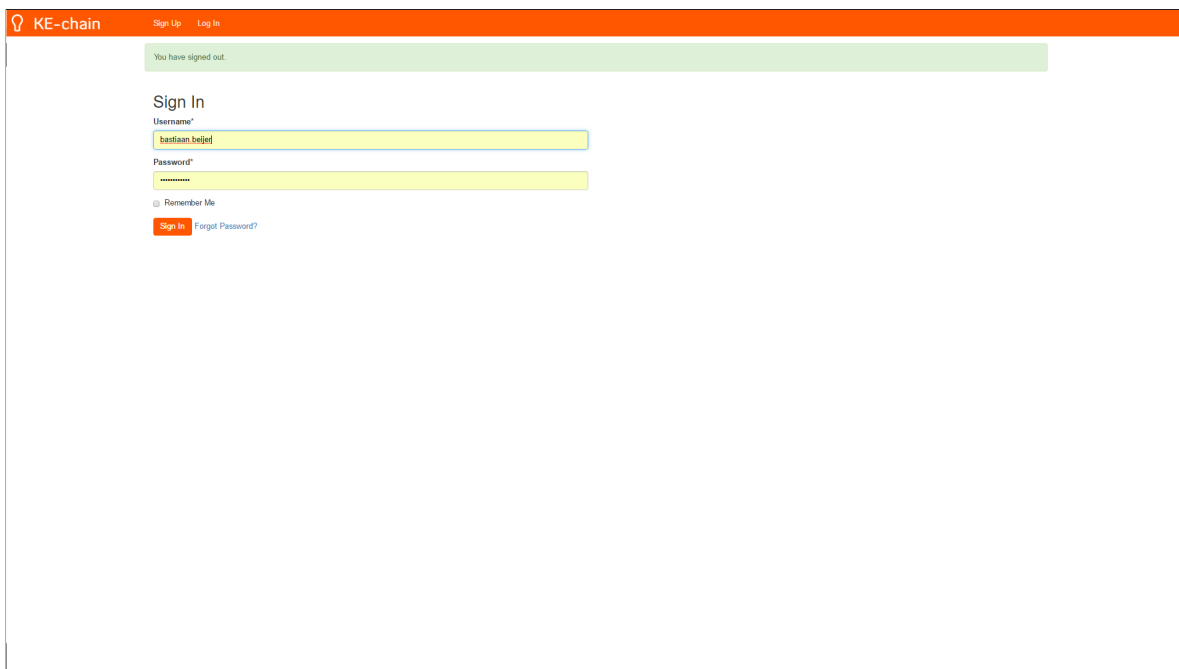 KE-chain Sign Up Log In
You have signed out.
Sign In
Username*
bastiaan.beijer
Password*
••••••••••••
Remember Me
Sign In Forgot Password?